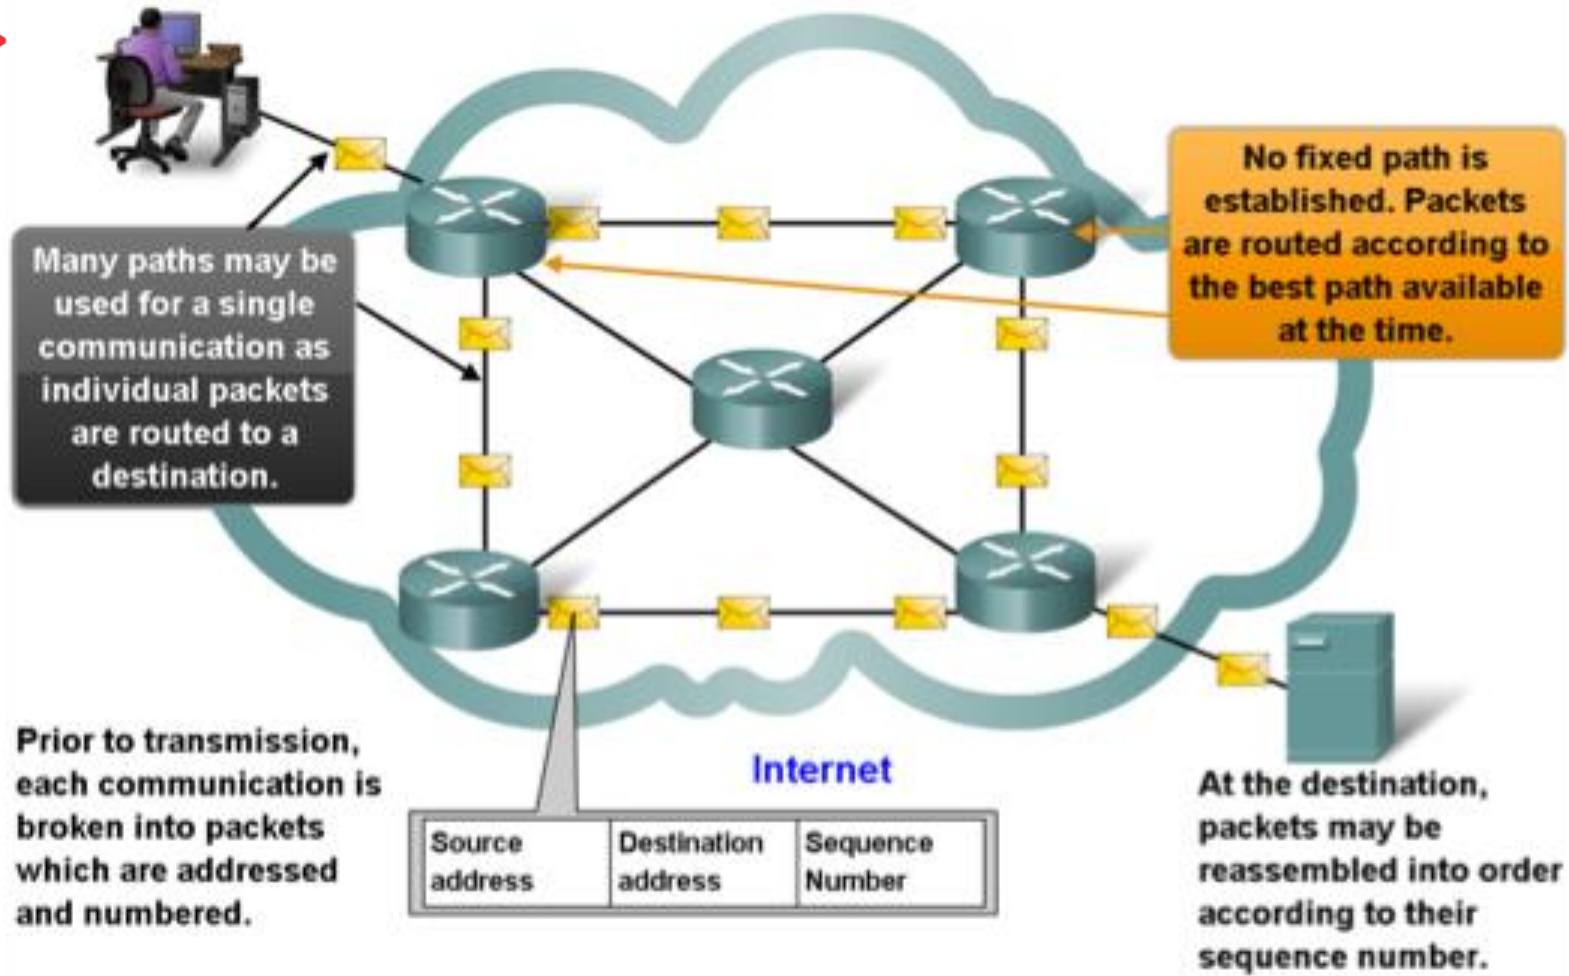 Many paths may be
used for a single
communication as
individual packets
are routed to a
destination.
No fixed path is
established. Packets
are routed according to
the best path available
at the time.
Prior to transmission,
each communication is
broken into packets
which are addressed
and numbered.
Internet
Source
address
Destination
address
Sequence
Number
At the destination,
packets may be
reassembled into order
according to their
sequence number.